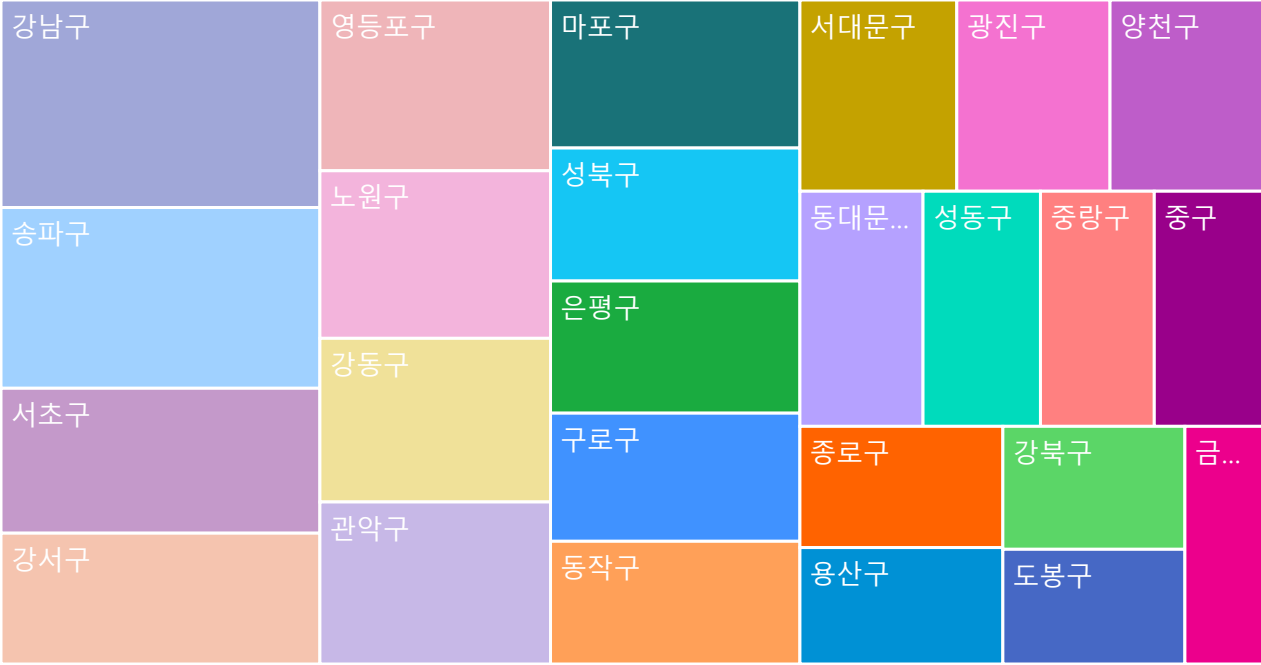 강남구
송파구
서초구
강서구
영등포구
노원구
강동구
관악구
마포구
성북구
은평구
구로구
동작구
서대문구
광진구
양천구
동대문...
성동구
중랑구
중구
종로구
용산구
강북구
도봉구
금...